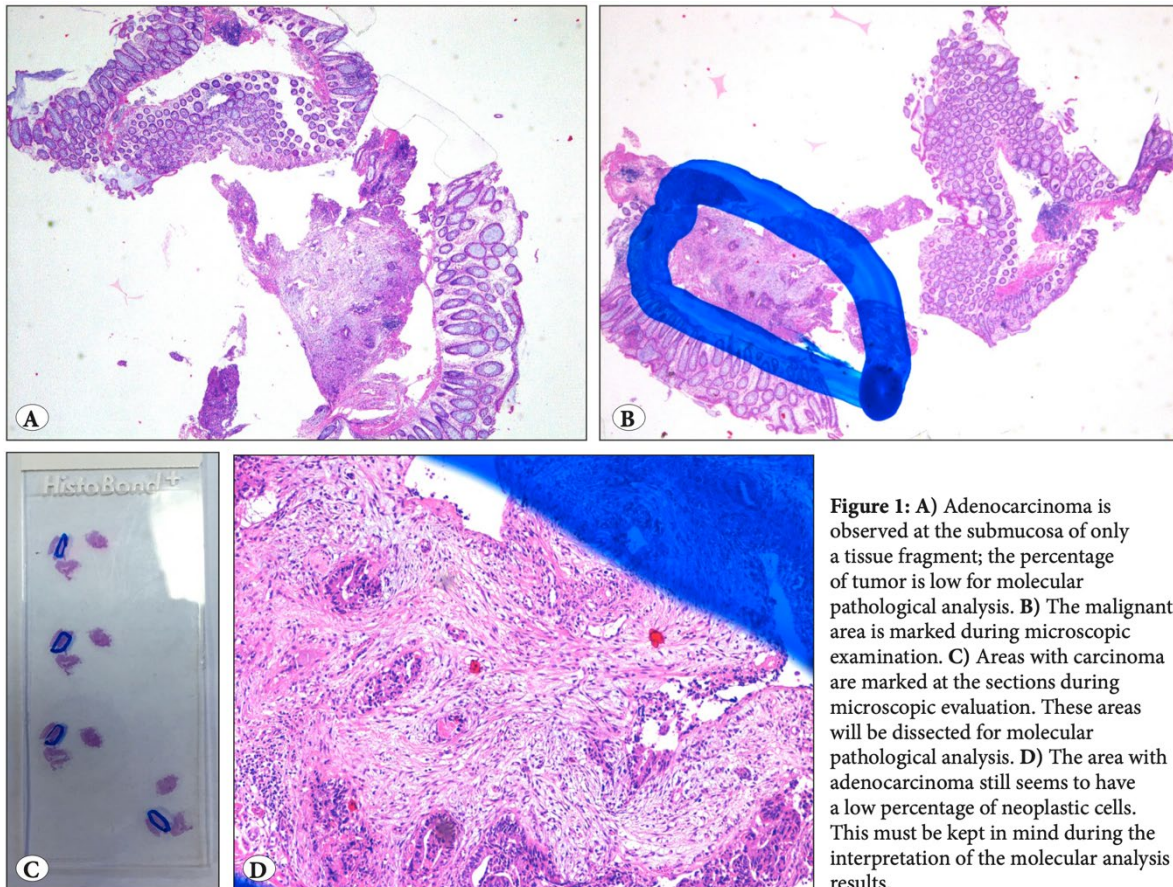 A
B
HistoBond+
C
D
Figure 1: A) Adenocarcinoma is
observed at the submucosa of only
a tissue fragment; the percentage
of tumor is low for molecular
pathological analysis. B) The malignant
area is marked during microscopic
examination. C) Areas with carcinoma
are marked at the sections during
microscopic evaluation. These areas
will be dissected for molecular
pathological analysis. D) The area with
adenocarcinoma still seems to have
a low percentage of neoplastic cells.
This must be kept in mind during the
interpretation of the molecular analysis
results.